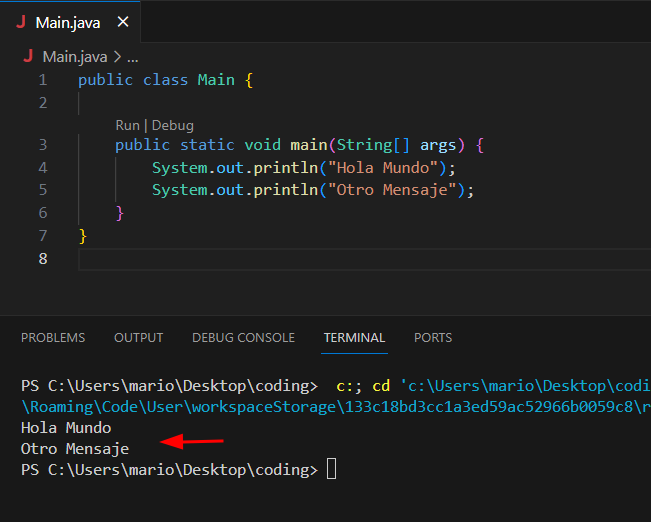 J Main.java ×
J Main.java > ...
1 public class Main {
2
Run | Debug
3 public static void main(String[] args) {
4 System.out.println("Hola Mundo");
5 System.out.println("Otro Mensaje");
6 }
7 }
8
PROBLEMS OUTPUT DEBUG CONSOLE TERMINAL PORTS
PS C:\Users\mario\Desktop\coding> c:; cd 'c:\Users\mario\Desktop\codi
\Roaming\Code\User\workspaceStorage\133c18bd3cc1a3ed59ac52966b0059c8\r
Hola Mundo
Otro Mensaje
PS C:\Users\mario\Desktop\coding>